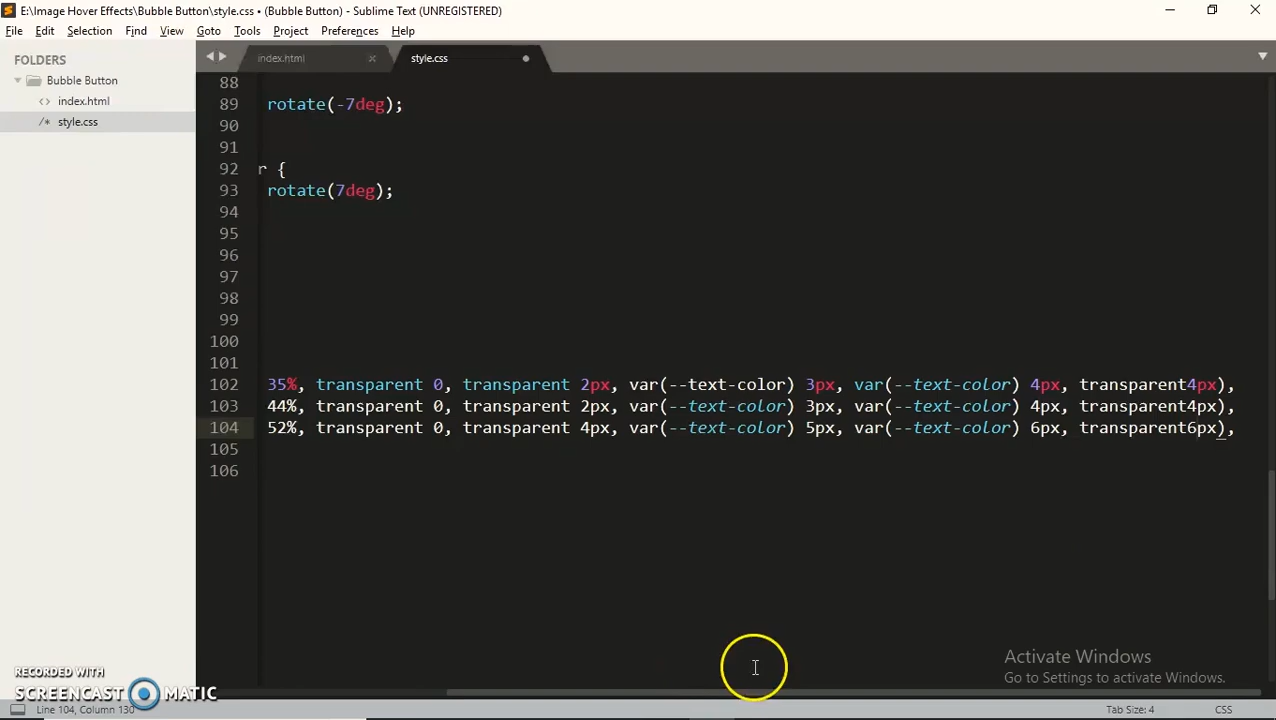 E:\Image Hover Effects\Bubble Button\style.css • (Bubble Button) - Sublime Text (UNREGISTERED)
File Edit Selection Find View Goto Tools Project Preferences Help
FOLDERS
Bubble Button
<> index.html
/* style.css
index.html × style.css
88
89 rotate(-7deg);
90
91
92 r {
93 rotate(7deg);
94
95
96
97
98
99
100
101
102 35%, transparent 0, transparent 2px, var(--text-color) 3px, var(--text-color) 4px, transparent4px),
103 44%, transparent 0, transparent 2px, var(--text-color) 3px, var(--text-color) 4px, transparent4px),
104 52%, transparent 0, transparent 4px, var(--text-color) 5px, var(--text-color) 6px, transparent6px),
105
106
Activate Windows
Go to Settings to activate Windows.
RECORDED WITH
SCREENCAST MATIC
Line 104, Column 130 Tab Size: 4 CSS